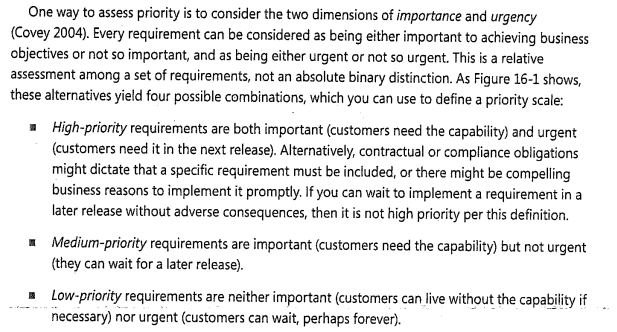 One way to assess priority is to consider the two dimensions of importance and urgency
(Covey 2004). Every requirement can be considered as being either important to achieving business
objectives or not so important, and as being either urgent or not so urgent. This is a relative
assessment among a set of requirements, not an absolute binary distinction. As Figure 16-1 shows,
these alternatives yield four possible combinations, which you can use to define a priority scale:
■ High-priority requirements are both important (customers need the capability) and urgent
(customers need it in the next release). Alternatively, contractual or compliance obligations
might dictate that a specific requirement must be included, or there might be compelling
business reasons to implement it promptly. If you can wait to implement a requirement in a
later release without adverse consequences, then it is not high priority per this definition.
■ Medium-priority requirements are important (customers need the capability) but not urgent
(they can wait for a later release).
■ Low-priority requirements are neither important (customers can live without the capability if
necessary) nor urgent (customers can wait, perhaps forever).